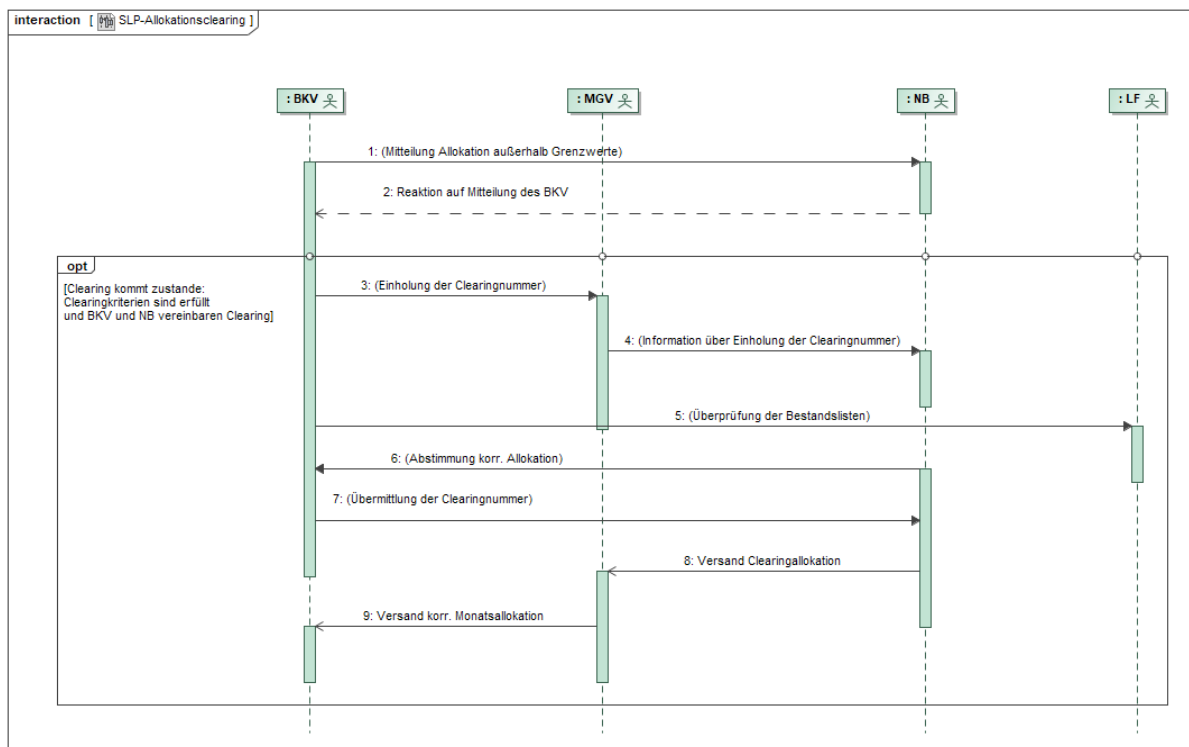 interaction [ SLP-Allokationsclearing ]
: BKV
: MGV
: NB
: LF
1: (Mitteilung Allokation außerhalb Grenzwerte)
2: Reaktion auf Mitteilung des BKV
opt
[Clearing kommt zustande:
Clearingkriterien sind erfüllt
und BKV und NB vereinbaren Clearing]
3: (Einholung der Clearingnummer)
4: (Information über Einholung der Clearingnummer)
5: (Überprüfung der Bestandslisten)
6: (Abstimmung korr. Allokation)
7: (Übermittlung der Clearingnummer)
8: Versand Clearingallokation
9: Versand korr. Monatsallokation